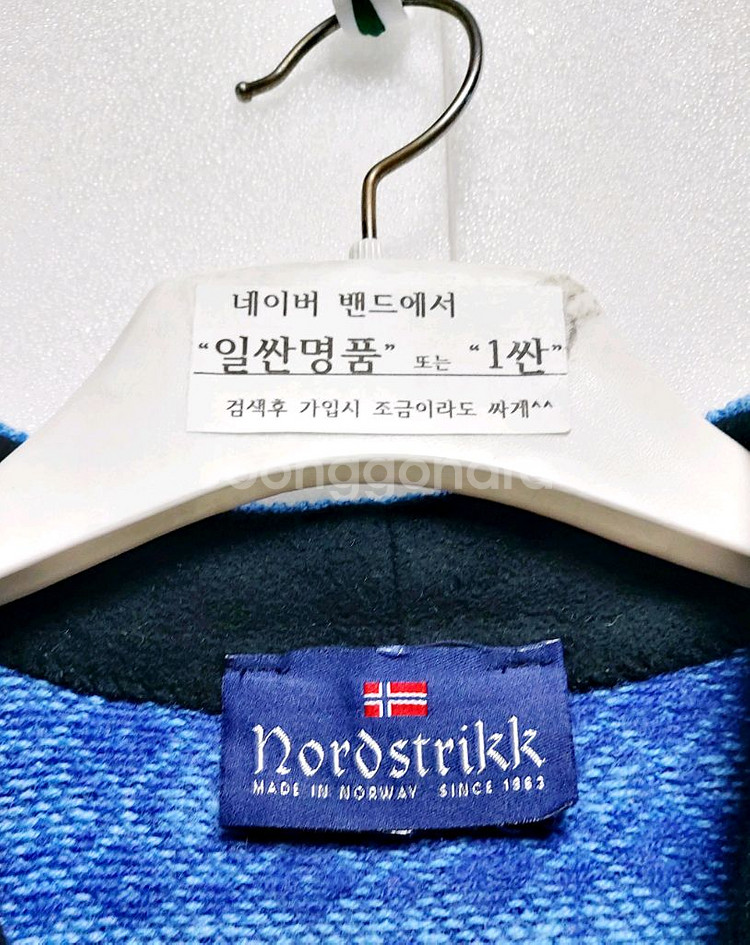 네이버 밴드에서
“일싼명품” 또는 “1싼”
검색후 가입시 조금이라도 싸게^^
joonggonara
Nordstrikk
MADE IN NORWAY SINCE 1963